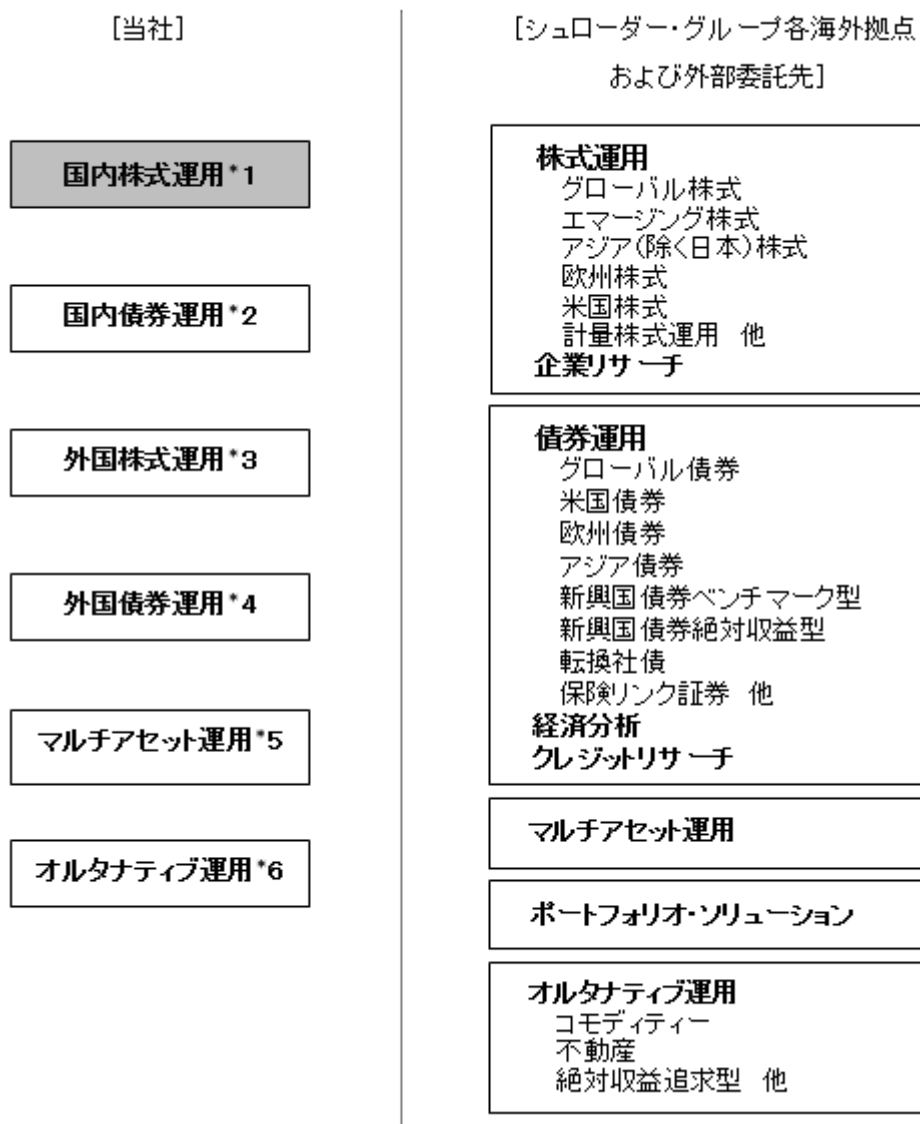 [当社]
国内株式運用*1
国内債券運用*2
外国株式運用*3
外国債券運用*4
マルチアセット運用*5
オルタナティブ運用*6
[シュローダー・グループ各海外拠点
および外部委託先]
株式運用
グローバル株式
エマージング株式
アジア(除く日本)株式
欧州株式
米国株式
計量株式運用 他
企業リサーチ
債券運用
グローバル債券
米国債券
欧州債券
アジア債券
新興国債券ベンチマーク型
新興国債券絶対収益型
転換社債
保険リンク証券 他
経済分析
クレジットリサーチ
マルチアセット運用
ポートフォリオ・ソリューション
オルタナティブ運用
コモディティー
不動産
絶対収益追求型 他